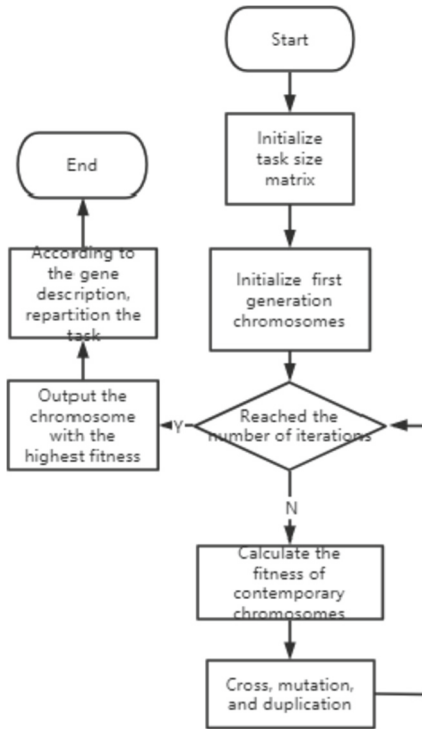 Start
Initialize
task size
matrix
End
According to
the gene
description,
repartition the
task
Initialize first
generation
chromosomes
Output the
chromosome
with the
highest fitness
Y
Reached the
number of iterations
N
Calculate the
fitness of
contemporary
chromosomes
Cross, mutation,
and duplication